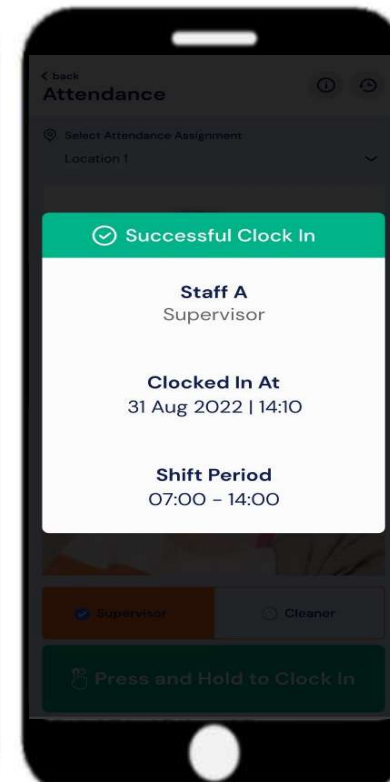 < back
Attendance
Select Attendance Assignment
Location 1
Successful Clock In
Staff A
Supervisor
Clocked In At
31 Aug 2022 | 14:10
Shift Period
07:00 - 14:00
Supervisor
Cleaner
Press and Hold to Clock In